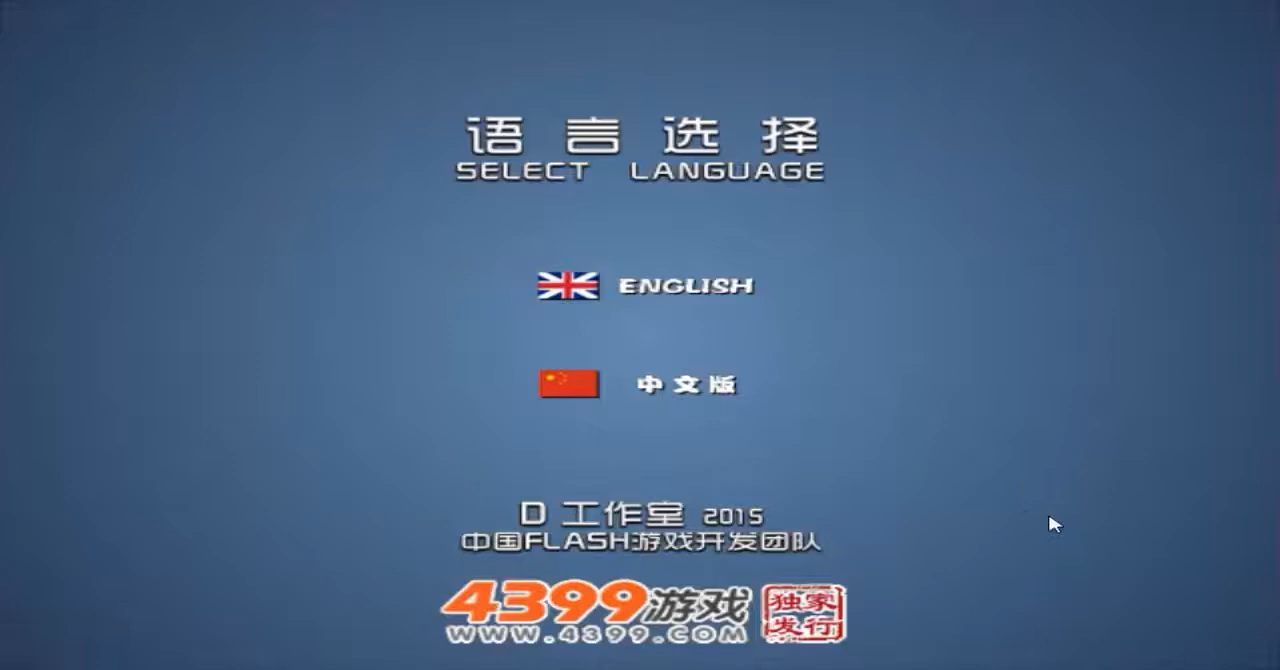 语言选择
SELECT LANGUAGE
ENGLISH
中文版
D 工作室 2015
中国FLASH游戏开发团队
4399游戏
WWW.4399.COM
独家
发行